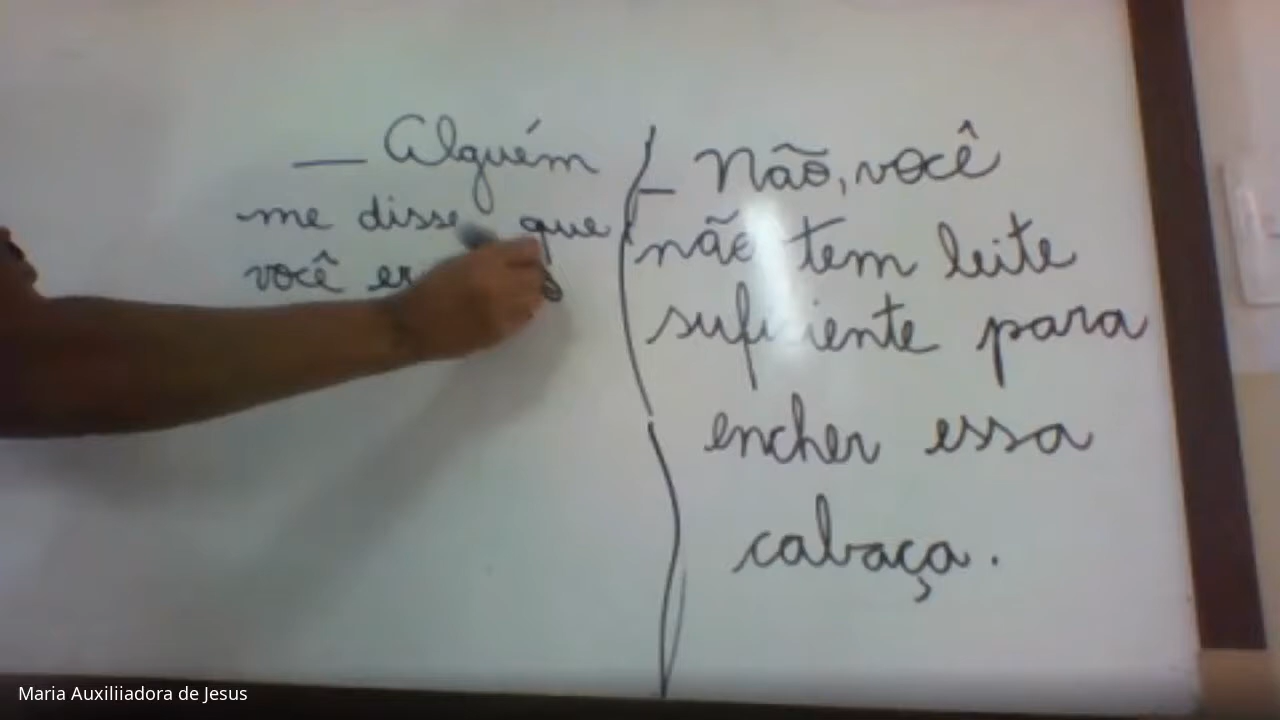 — Alguém
me disse que
você
— Não, você
não tem leite
suficiente para
encher essa
cabaça.
Maria Auxiliiadora de Jesus